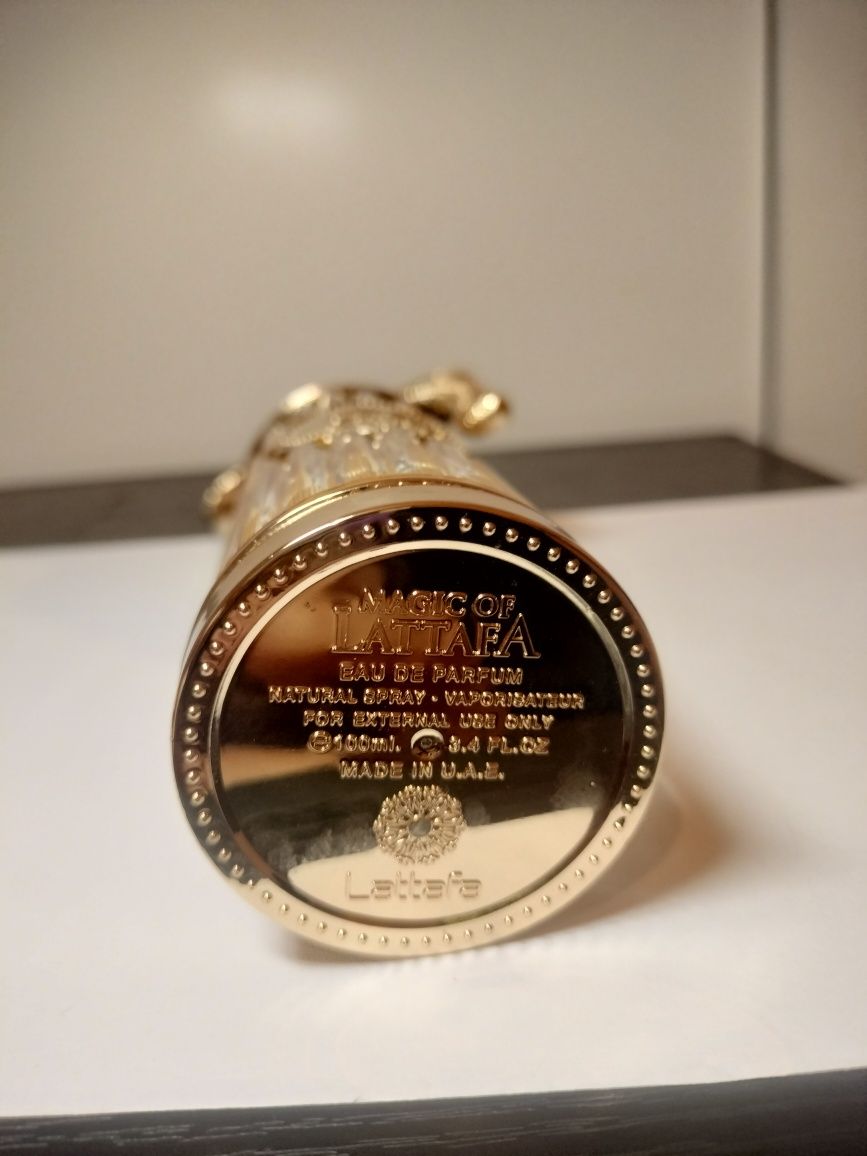 MAGIC OF
LATTAFA
EAU DE PARFUM
NATURAL SPRAY · VAPORISATEUR
FOR EXTERNAL USE ONLY
℮100ml. 3.4 FL.OZ
MADE IN U.A.E.
Lattafa